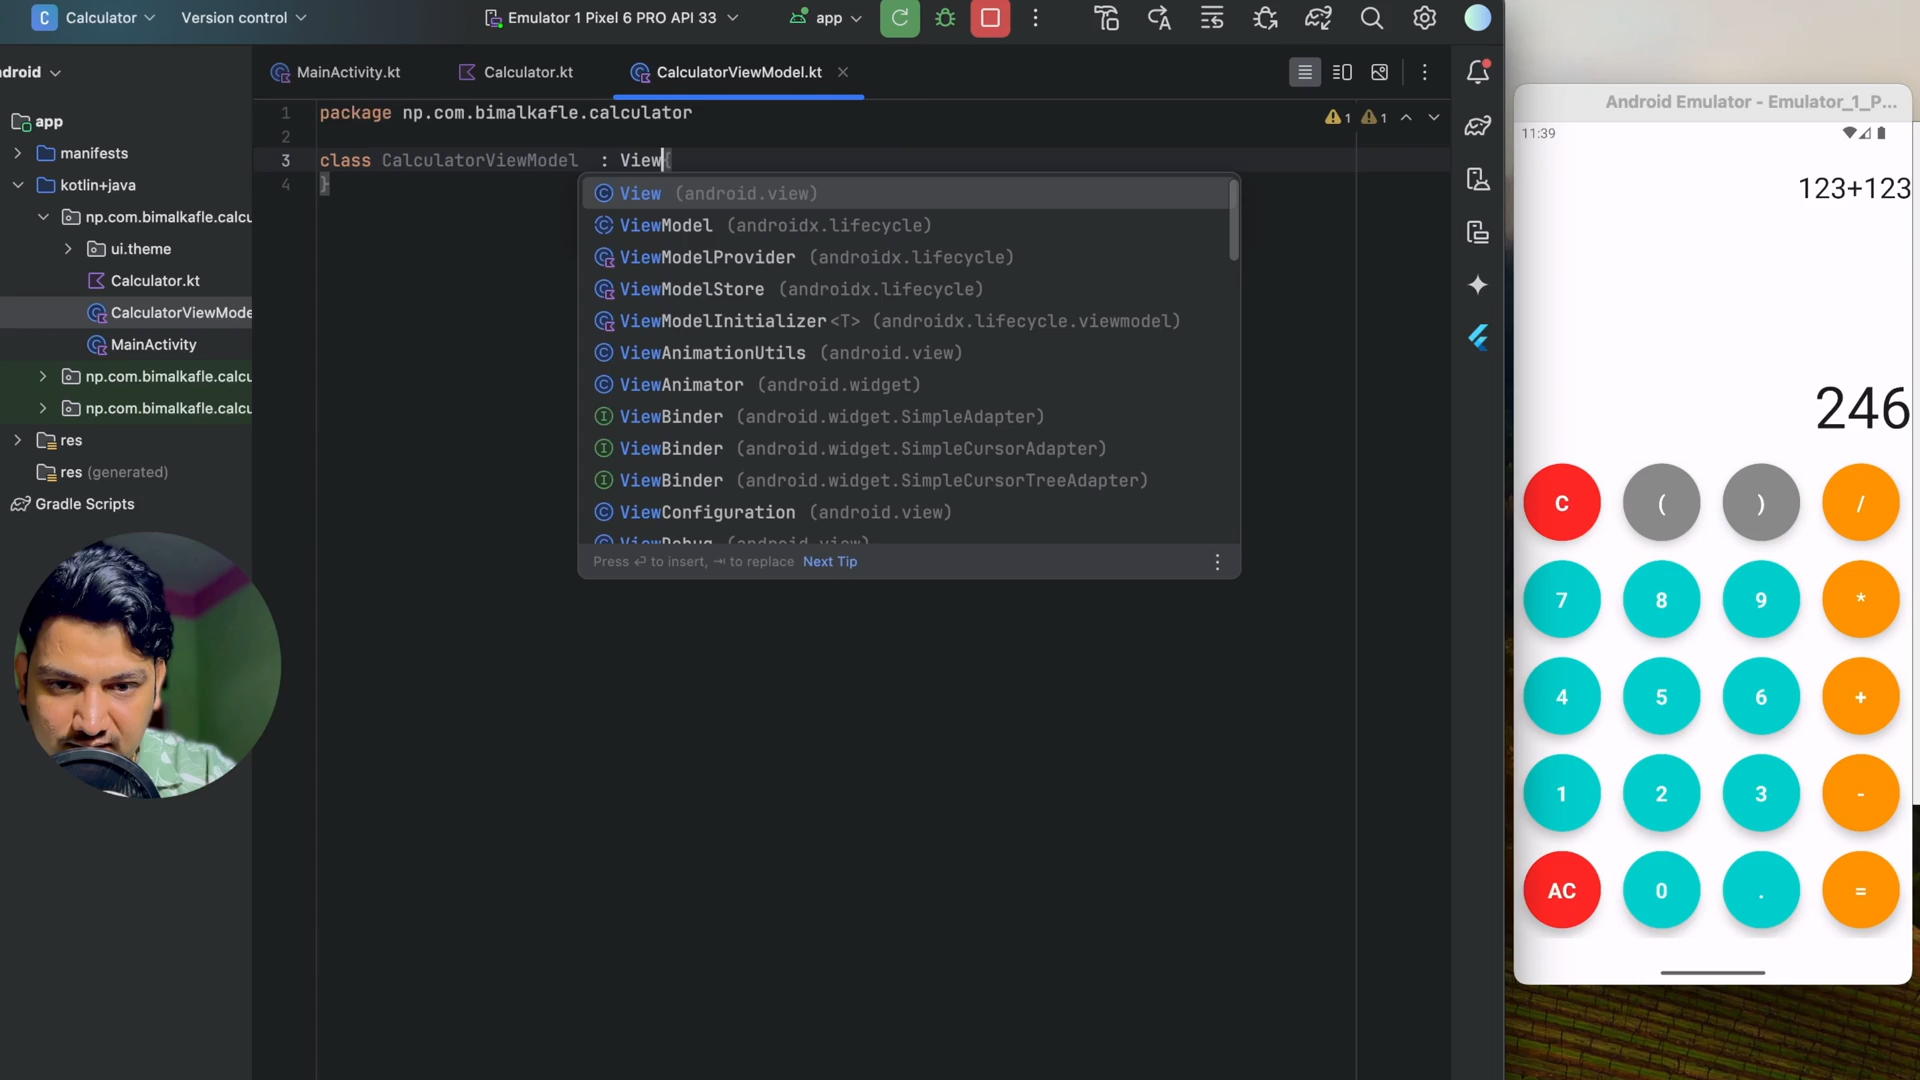 C Calculator Version control Emulator 1 Pixel 6 PRO API 33 app
ndroid
MainActivity.kt Calculator.kt CalculatorViewModel.kt
app
manifests
kotlin+java
np.com.bimalkafle.calcu
ui.theme
Calculator.kt
CalculatorViewMode
MainActivity
np.com.bimalkafle.calcu
np.com.bimalkafle.calcu
res
res (generated)
Gradle Scripts
1 package np.com.bimalkafle.calculator
1 1
2
3 class CalculatorViewModel : View{
4 }
View (android.view)
ViewModel (androidx.lifecycle)
ViewModelProvider (androidx.lifecycle)
ViewModelStore (androidx.lifecycle)
ViewModelInitializer<T> (androidx.lifecycle.viewmodel)
ViewAnimationUtils (android.view)
ViewAnimator (android.widget)
ViewBinder (android.widget.SimpleAdapter)
ViewBinder (android.widget.SimpleCursorAdapter)
ViewBinder (android.widget.SimpleCursorTreeAdapter)
ViewConfiguration (android.view)
ViewDebug (android.view)
Press ⏎ to insert, ⇥ to replace Next Tip
Android Emulator - Emulator_1_P...
11:39
123+123
246
C ( ) /
7 8 9 *
4 5 6 +
1 2 3 -
AC 0 . =